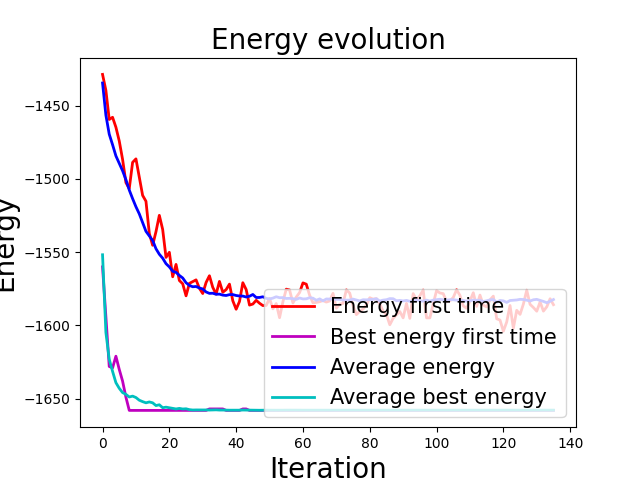 Energy evolution
Energy
−1450
−1500
−1550
−1600
−1650
Energy first time
Best energy first time
Average energy
Average best energy
0 20 40 60 80 100 120 140
Iteration